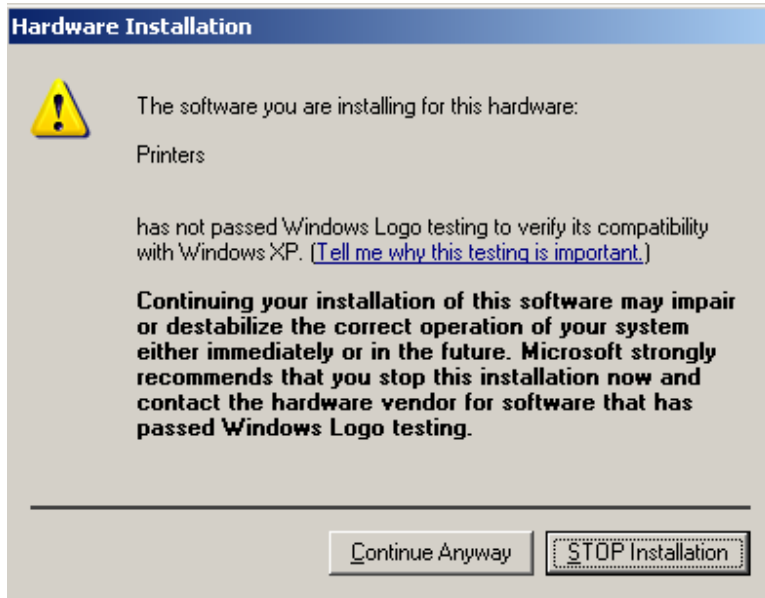 Hardware Installation
The software you are installing for this hardware:
Printers
has not passed Windows Logo testing to verify its compatibility
with Windows XP. (Tell me why this testing is important.)
Continuing your installation of this software may impair
or destabilize the correct operation of your system
either immediately or in the future. Microsoft strongly
recommends that you stop this installation now and
contact the hardware vendor for software that has
passed Windows Logo testing.
Continue Anyway
STOP Installation